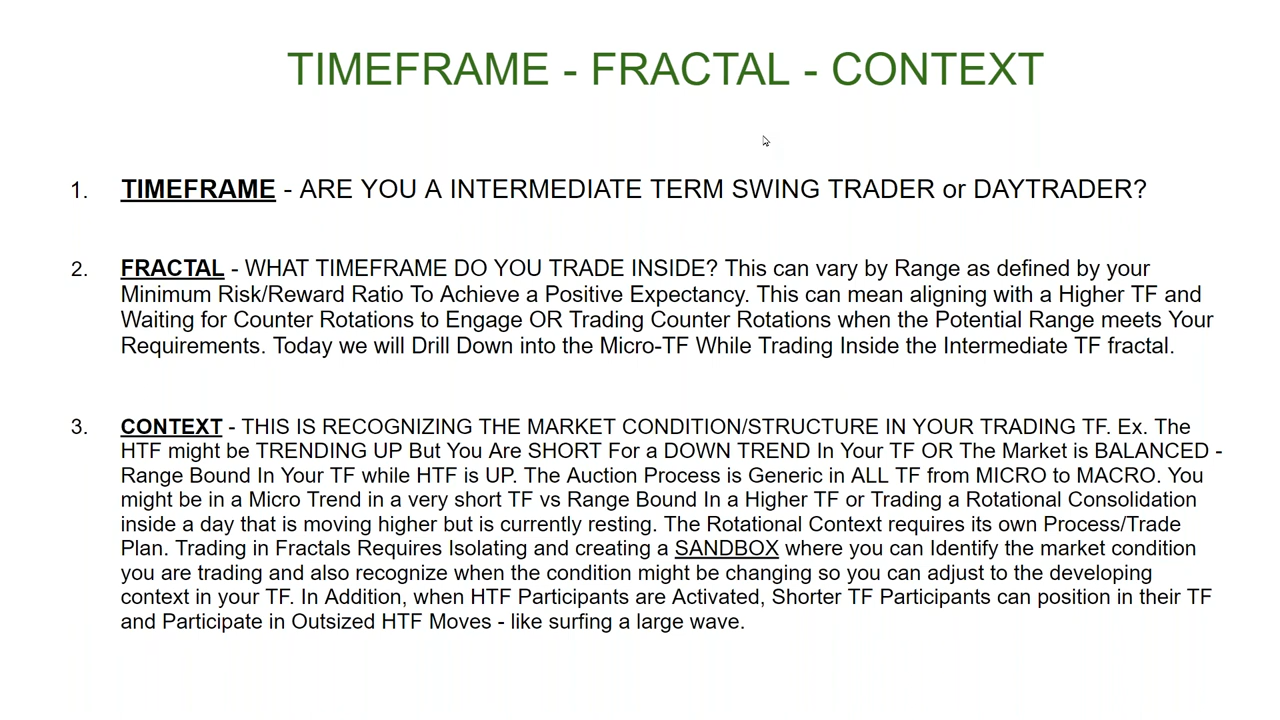 TIMEFRAME - FRACTAL - CONTEXT
1. TIMEFRAME - ARE YOU A INTERMEDIATE TERM SWING TRADER or DAYTRADER?
2. FRACTAL - WHAT TIMEFRAME DO YOU TRADE INSIDE? This can vary by Range as defined by your
Minimum Risk/Reward Ratio To Achieve a Positive Expectancy. This can mean aligning with a Higher TF and
Waiting for Counter Rotations to Engage OR Trading Counter Rotations when the Potential Range meets Your
Requirements. Today we will Drill Down into the Micro-TF While Trading Inside the Intermediate TF fractal.
3. CONTEXT - THIS IS RECOGNIZING THE MARKET CONDITION/STRUCTURE IN YOUR TRADING TF. Ex. The
HTF might be TRENDING UP But You Are SHORT For a DOWN TREND In Your TF OR The Market is BALANCED -
Range Bound In Your TF while HTF is UP. The Auction Process is Generic in ALL TF from MICRO to MACRO. You
might be in a Micro Trend in a very short TF vs Range Bound In a Higher TF or Trading a Rotational Consolidation
inside a day that is moving higher but is currently resting. The Rotational Context requires its own Process/Trade
Plan. Trading in Fractals Requires Isolating and creating a SANDBOX where you can Identify the market condition
you are trading and also recognize when the condition might be changing so you can adjust to the developing
context in your TF. In Addition, when HTF Participants are Activated, Shorter TF Participants can position in their TF
and Participate in Outsized HTF Moves - like surfing a large wave.